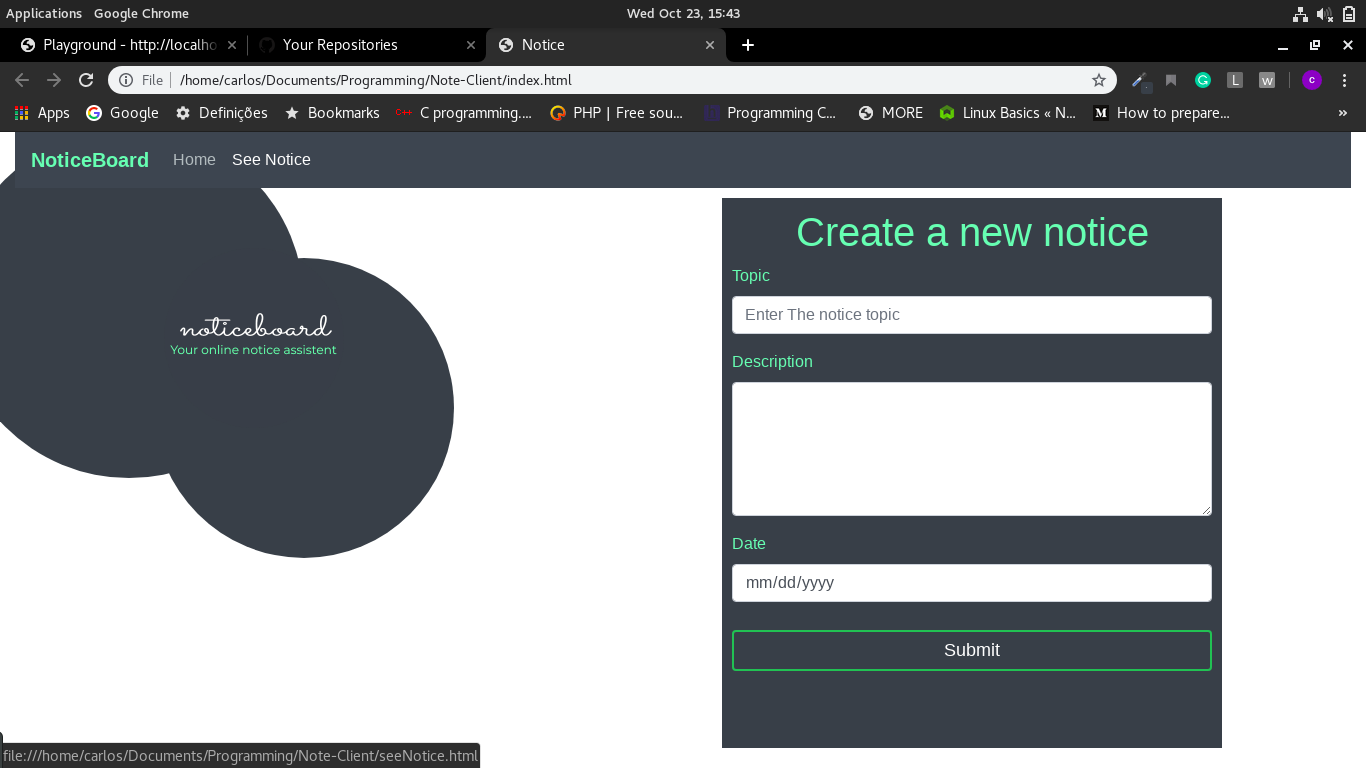 Applications Google Chrome Wed Oct 23, 15:43
Playground - http://localho Your Repositories Notice
File /home/carlos/Documents/Programming/Note-Client/index.html c
Apps Google Definições Bookmarks C programming.... PHP | Free sou... Programming C... MORE Linux Basics « N... How to prepare... »
NoticeBoard Home See Notice
noticeboard
Your online notice assistent
Create a new notice
Topic
Enter The notice topic
Description
Date
mm/dd/yyyy
Submit
file:///home/carlos/Documents/Programming/Note-Client/seeNotice.html